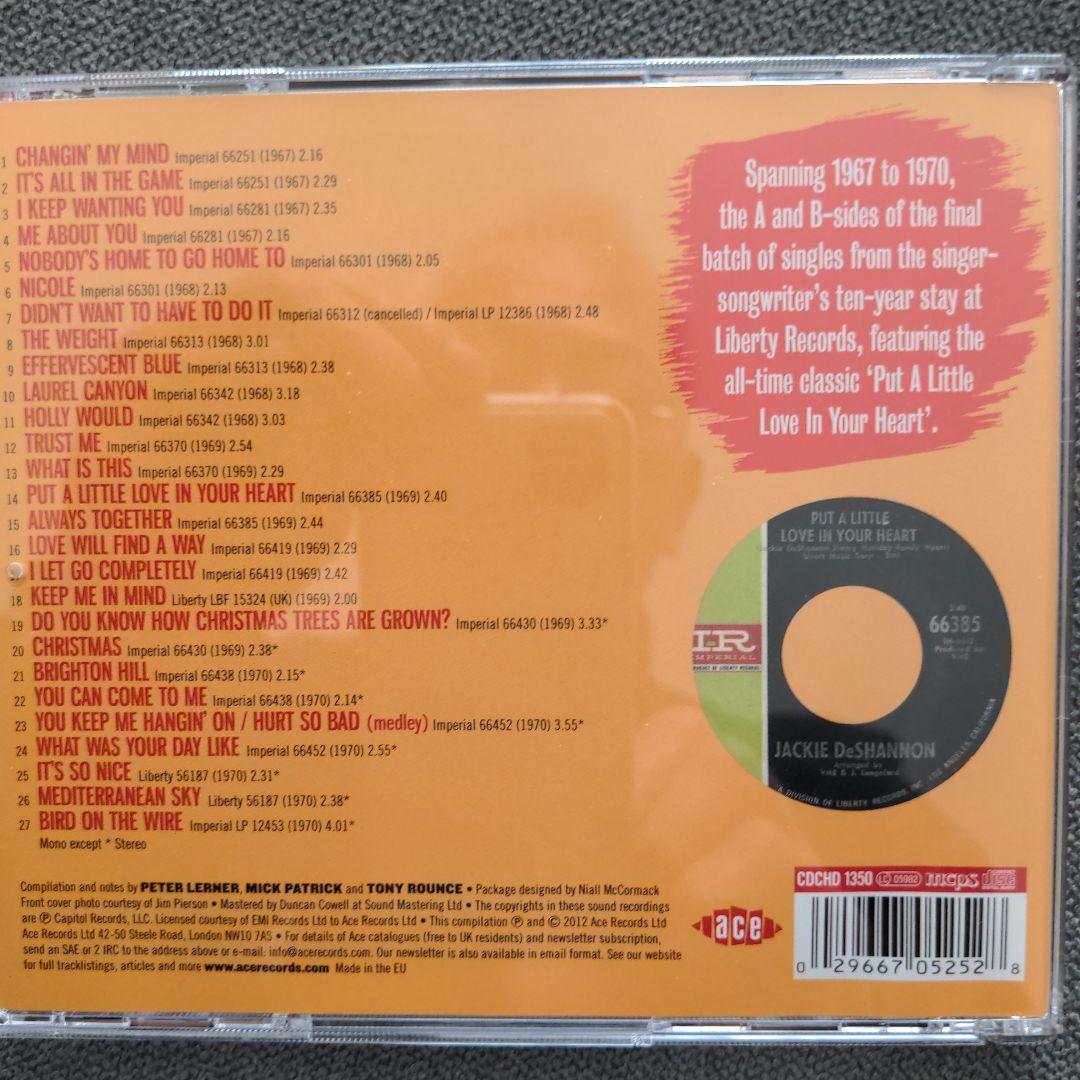 1 CHANGIN' MY MIND Imperial 66251 (1967) 2.16
2 IT'S ALL IN THE GAME Imperial 66251 (1967) 2.29
3 I KEEP WANTING YOU Imperial 66281 (1967) 2.35
4 ME ABOUT YOU Imperial 66281 (1967) 2.16
5 NOBODY'S HOME TO GO HOME TO Imperial 66301 (1968) 2.05
6 NICOLE Imperial 66301 (1968) 2.13
7 DIDN'T WANT TO HAVE TO DO IT Imperial 66312 (cancelled) / Imperial LP 12386 (1968) 2.48
8 THE WEIGHT Imperial 66313 (1968) 3.01
9 EFFERVESCENT BLUE Imperial 66313 (1968) 2.38
10 LAUREL CANYON Imperial 66342 (1968) 3.18
11 HOLLY WOULD Imperial 66342 (1968) 3.03
12 TRUST ME Imperial 66370 (1969) 2.54
13 WHAT IS THIS Imperial 66370 (1969) 2.29
14 PUT A LITTLE LOVE IN YOUR HEART Imperial 66385 (1969) 2.40
15 ALWAYS TOGETHER Imperial 66385 (1969) 2.44
16 LOVE WILL FIND A WAY Imperial 66419 (1969) 2.29
I LET GO COMPLETELY Imperial 66419 (1969) 2.42
18 KEEP ME IN MIND Liberty LBF 15324 (UK) (1969) 2.00
19 DO YOU KNOW HOW CHRISTMAS TREES ARE GROWN? Imperial 66430 (1969) 3.33*
20 CHRISTMAS Imperial 66430 (1969) 2.38*
21 BRIGHTON HILL Imperial 66438 (1970) 2.15*
22 YOU CAN COME TO ME Imperial 66438 (1970) 2.14*
23 YOU KEEP ME HANGIN' ON / HURT SO BAD (medley) Imperial 66452 (1970) 3.55*
24 WHAT WAS YOUR DAY LIKE Imperial 66452 (1970) 2.55*
25 IT'S SO NICE Liberty 56187 (1970) 2.31*
26 MEDITERRANEAN SKY Liberty 56187 (1970) 2.38*
27 BIRD ON THE WIRE Imperial LP 12453 (1970) 4.01*
Mono except * Stereo
Spanning 1967 to 1970,
the A and B-sides of the final
batch of singles from the singer-
songwriter's ten-year stay at
Liberty Records, featuring the
all-time classic 'Put A Little
Love In Your Heart'.
PUT A LITTLE
LOVE IN YOUR HEART
66385
IR
IMPERIAL
PRODUCT OF LIBERTY RECORDS
JACKIE DeSHANNON
Arranged by
A DIVISION OF LIBERTY RECORDS, INC. LOS ANGELES, CALIFORNIA
Compilation and notes by PETER LERNER, MICK PATRICK and TONY ROUNCE • Package designed by Niall McCormack
Front cover photo courtesy of Jim Pierson • Mastered by Duncan Cowell at Sound Mastering Ltd • The copyrights in these sound recordings
are ℗ Capitol Records, LLC. Licensed courtesy of EMI Records Ltd to Ace Records Ltd • This compilation ℗ and © 2012 Ace Records Ltd
Ace Records Ltd 42-50 Steele Road, London NW10 7AS • For details of Ace catalogues (free to UK residents) and newsletter subscription,
send an SAE or 2 IRC to the address above or e-mail: info@acerecords.com. Our newsletter is also available in email format. See our website
for full tracklistings, articles and more www.acerecords.com Made in the EU
ace
CDCHD 1350 LC 05982 mcps disc
0 29667 05252 8